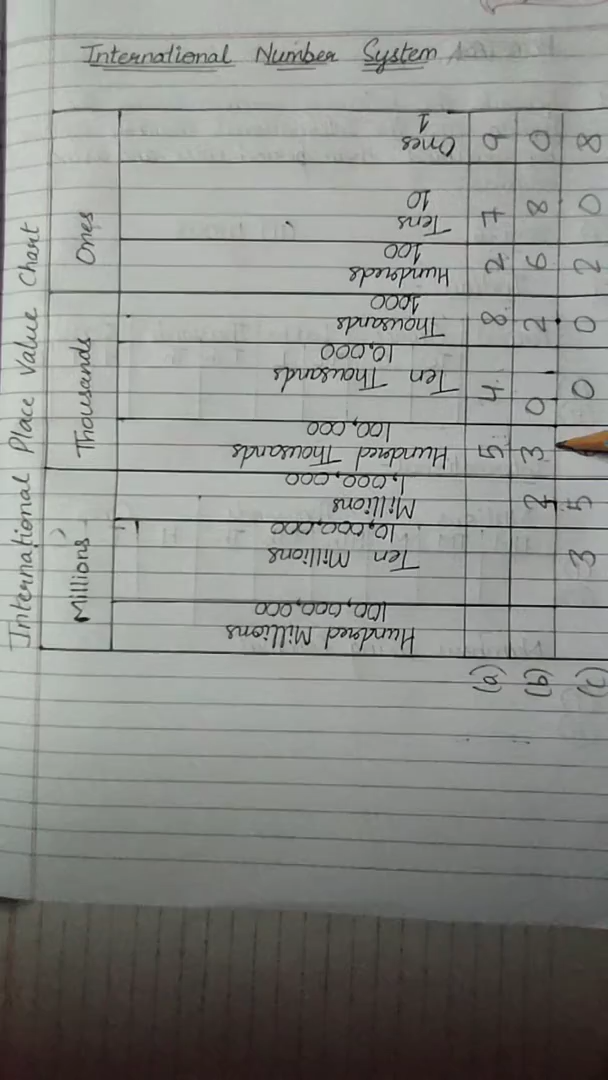 International Number System
International Place Value Chart
Millions Thousands Ones
Hundred Millions 100,000,000
Ten Millions 10,000,000
Millions 1,000,000
Hundred Thousands 100,000
Ten Thousands 10,000
Thousands 1000
Hundreds 100
Tens 10
Ones 1
(a) 5 4 8 2 7 9
(b) 2 3 0 2 6 8 0
(c) 3 5 0 0 2 0 8